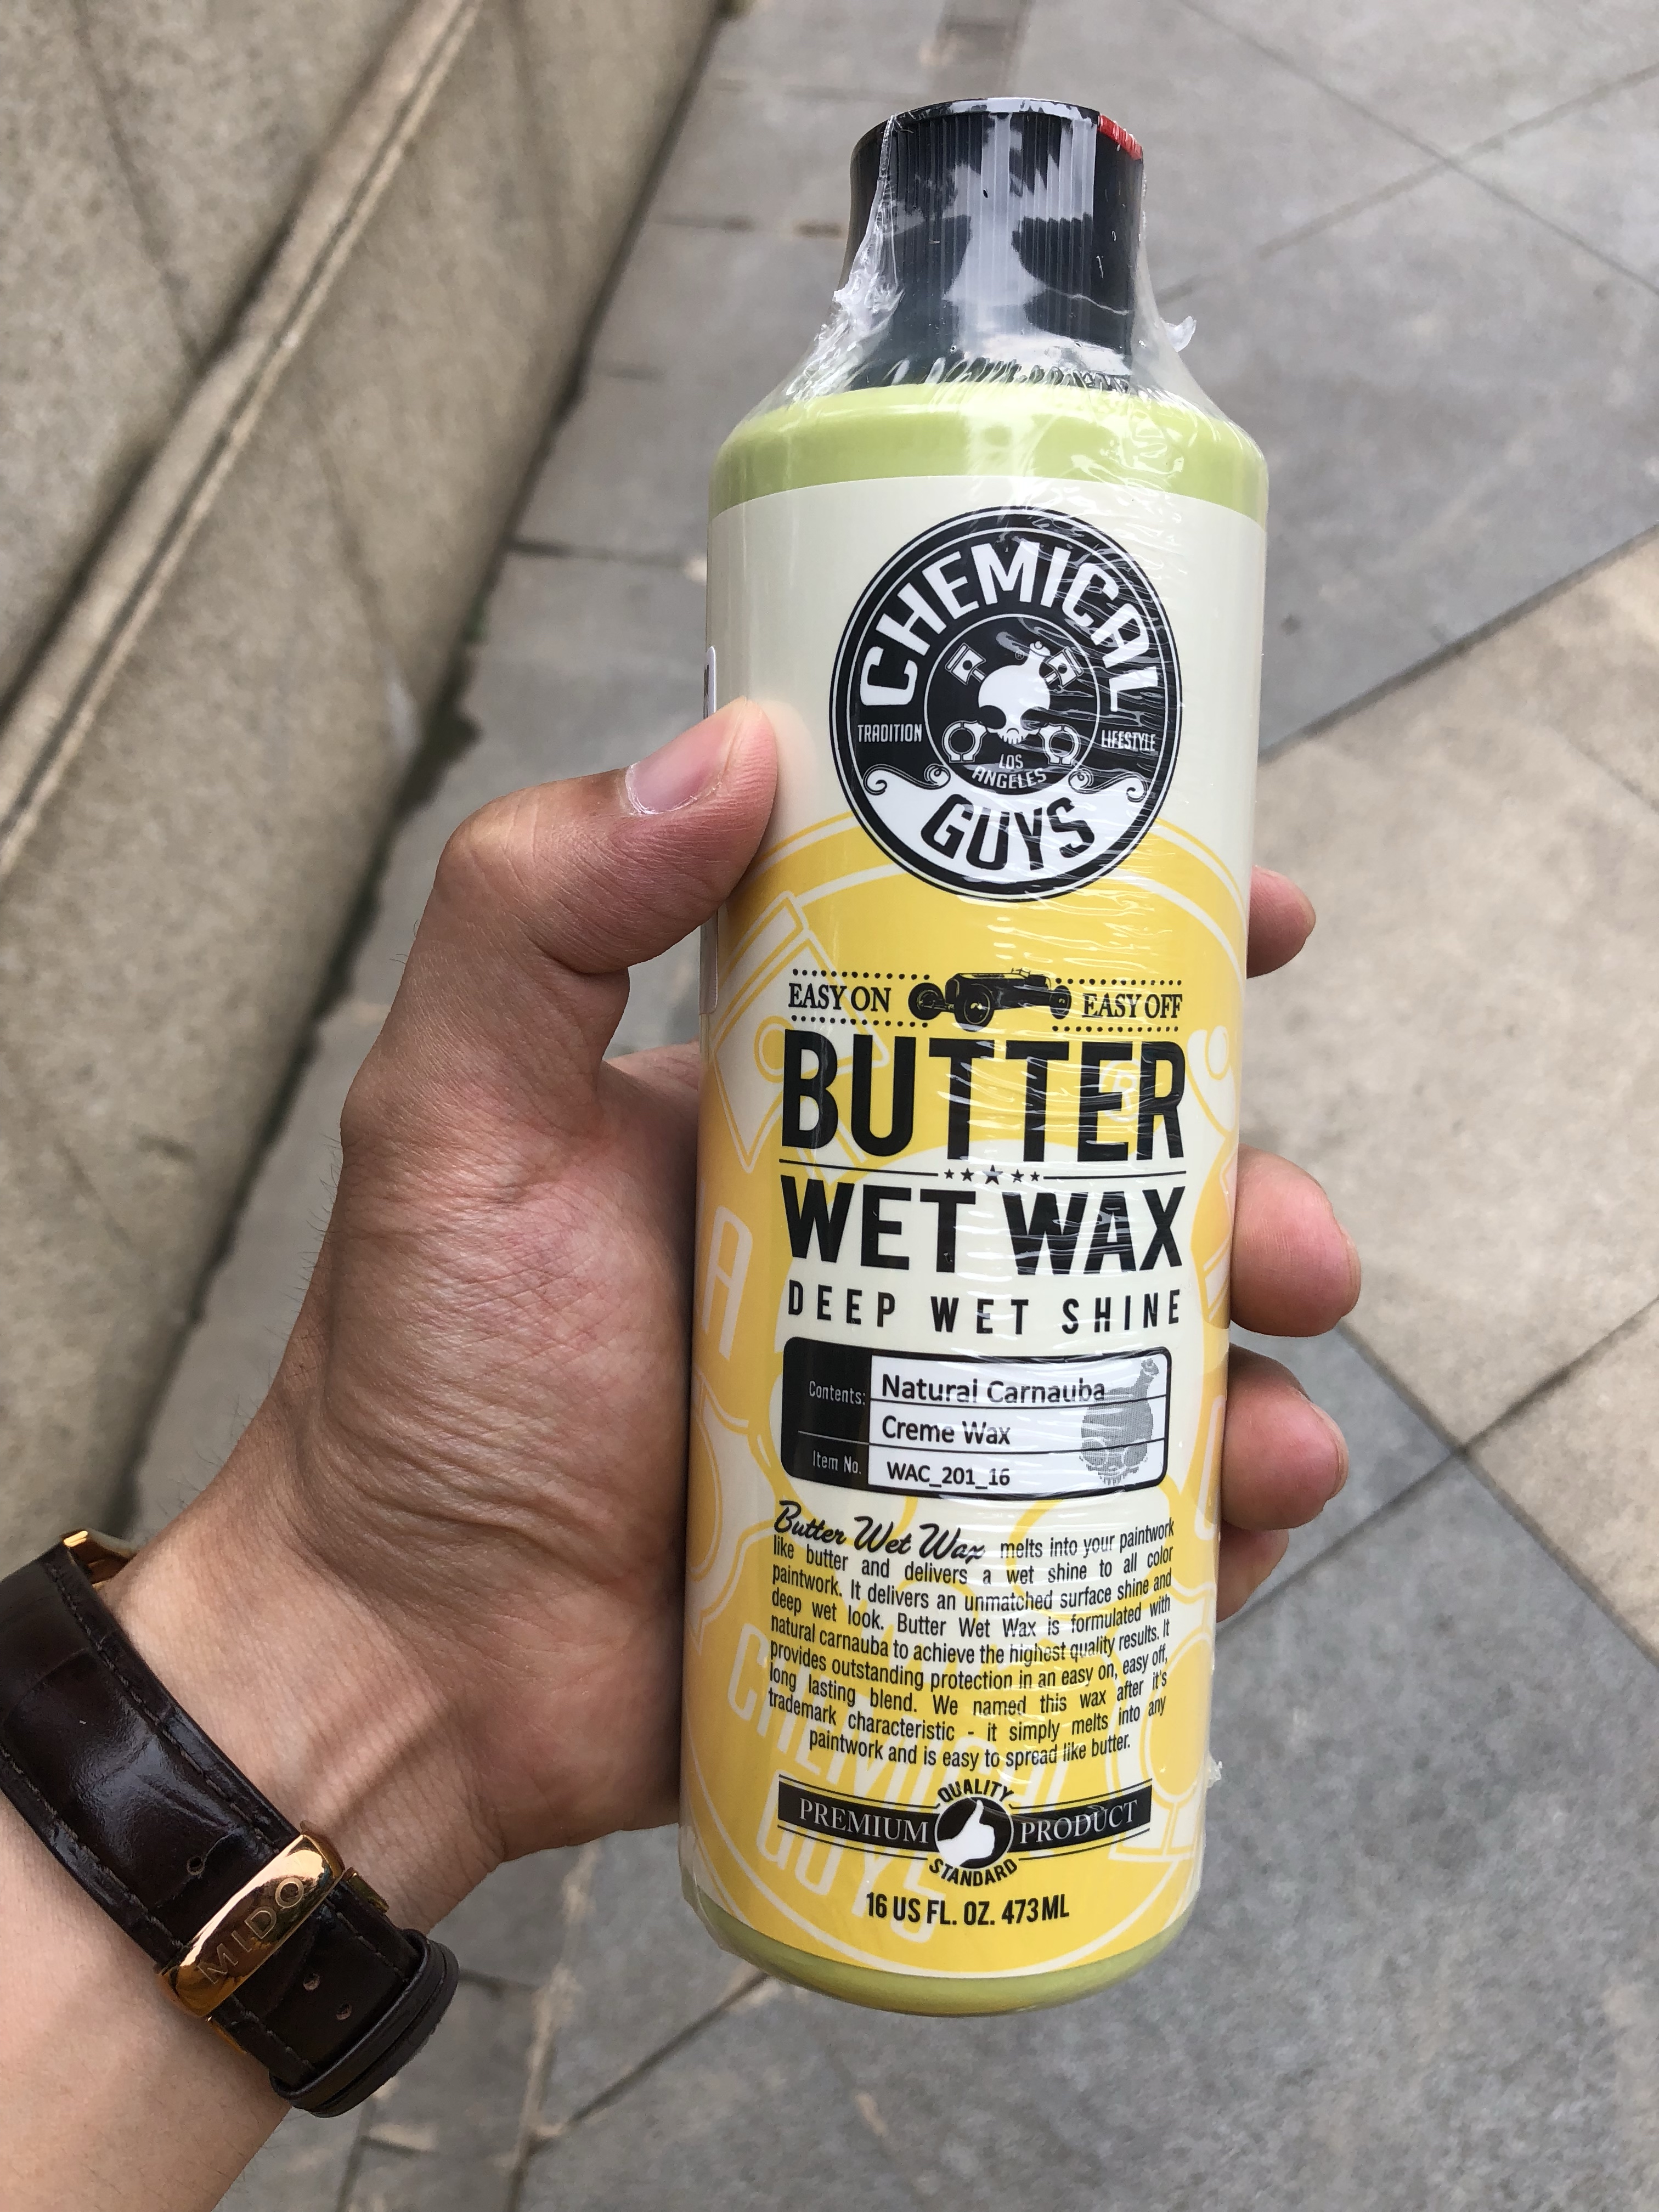 CHEMICAL
TRADITION
LIFESTYLE
LOS
ANGELES
GUYS
EASY ON EASY OFF
BUTTER
WET WAX
DEEP WET SHINE
Contents: Natural Carnauba
Creme Wax
Item No. WAC_201_16
Butter Wet Wax melts into your paintwork
like butter and delivers a wet shine to all color
paintwork. It delivers an unmatched surface shine and
deep wet look. Butter Wet Wax is formulated with
natural carnauba to achieve the highest quality results. It
provides outstanding protection in an easy on, easy off,
long lasting blend. We named this wax after it's
trademark characteristic - it simply melts into any
paintwork and is easy to spread like butter.
QUALITY
PREMIUM PRODUCT
STANDARD
16 US FL. OZ. 473ML
CHEMICAL
GUYS
MIDO